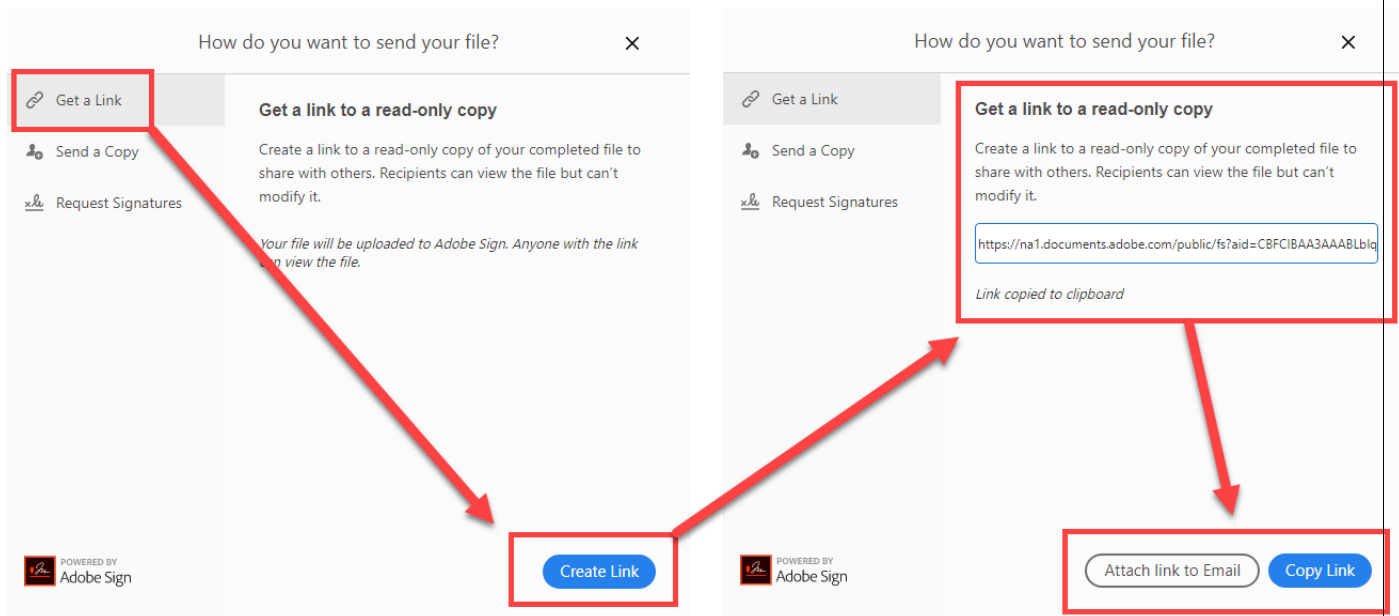 How do you want to send your file?
Get a Link
Send a Copy
Request Signatures
Get a link to a read-only copy
Create a link to a read-only copy of your completed file to
share with others. Recipients can view the file but can't
modify it.
Your file will be uploaded to Adobe Sign. Anyone with the link
can view the file.
POWERED BY
Adobe Sign
Create Link
How do you want to send your file?
Get a Link
Send a Copy
Request Signatures
Get a link to a read-only copy
Create a link to a read-only copy of your completed file to
share with others. Recipients can view the file but can't
modify it.
https://na1.documents.adobe.com/public/fs?aid=CBFCIBAA3AAABLblq
Link copied to clipboard
POWERED BY
Adobe Sign
Attach link to Email
Copy Link